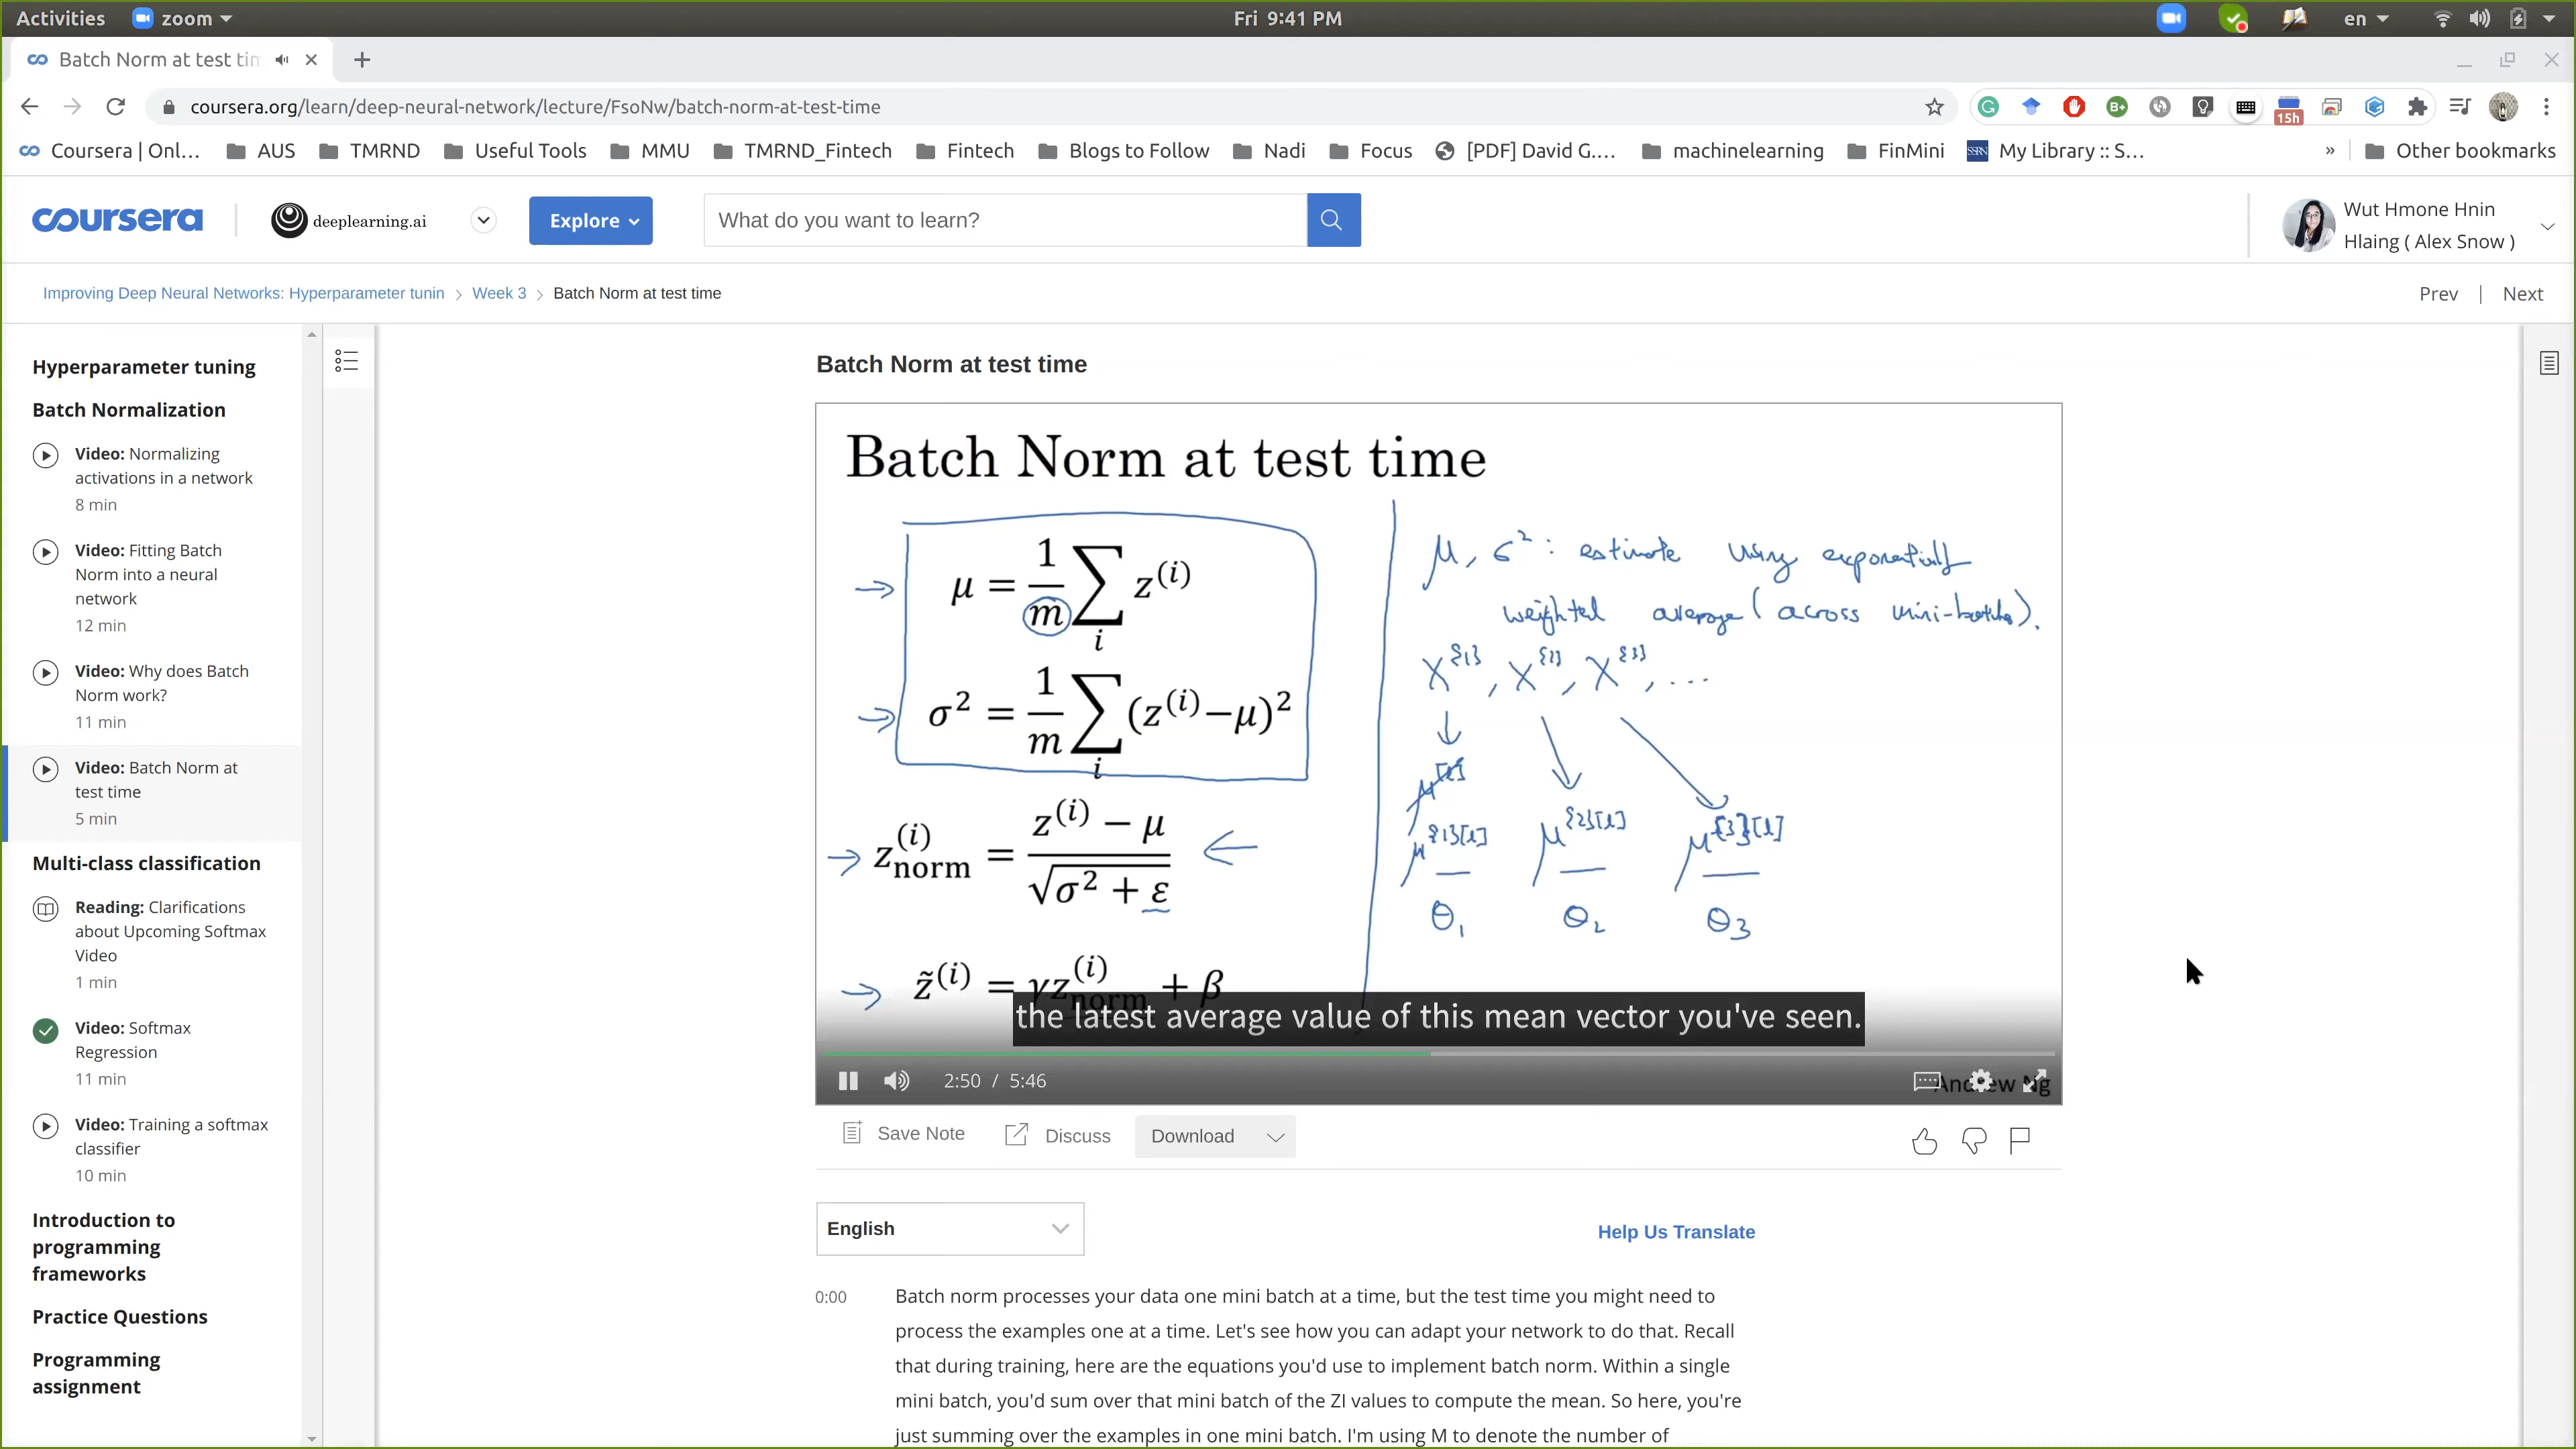 Activities zoom Fri 9:41 PM en
Batch Norm at test tim
coursera.org/learn/deep-neural-network/lecture/FsoNw/batch-norm-at-test-time
15h
Coursera | Onl... AUS TMRND Useful Tools MMU TMRND_Fintech Fintech Blogs to Follow Nadi Focus [PDF] David G.... machinelearning FinMini SSRN My Library :: S... » Other bookmarks
coursera deeplearning.ai Explore What do you want to learn?
Wut Hmone Hnin
Hlaing ( Alex Snow )
Improving Deep Neural Networks: Hyperparameter tunin > Week 3 > Batch Norm at test time
Prev | Next
Hyperparameter tuning
Batch Normalization
Video: Normalizing
activations in a network
8 min
Video: Fitting Batch
Norm into a neural
network
12 min
Video: Why does Batch
Norm work?
11 min
Video: Batch Norm at
test time
5 min
Multi-class classification
Reading: Clarifications
about Upcoming Softmax
Video
1 min
Video: Softmax
Regression
11 min
Video: Training a softmax
classifier
10 min
Introduction to
programming
frameworks
Practice Questions
Programming
assignment
Batch Norm at test time
Batch Norm at test time
μ = 1/m ∑_i z^(i)
σ² = 1/m ∑_i (z^(i)−μ)²
z_norm^(i) = (z^(i) − μ) / √(σ² + ε)
z̃^(i) = γz_norm^(i) + β
μ, σ²: estimate using exponentially
weighted average (across mini-batches).
X^{1}, X^{2}, X^{3}, ...
μ^[l]
μ^{1}[l] μ^{2}[l] μ^{3}[l]
θ₁ θ₂ θ₃
the latest average value of this mean vector you've seen.
2:50 / 5:46
Andrew Ng
Save Note Discuss Download
English
Help Us Translate
0:00 Batch norm processes your data one mini batch at a time, but the test time you might need to
process the examples one at a time. Let's see how you can adapt your network to do that. Recall
that during training, here are the equations you'd use to implement batch norm. Within a single
mini batch, you'd sum over that mini batch of the ZI values to compute the mean. So here, you're
just summing over the examples in one mini batch. I'm using M to denote the number of